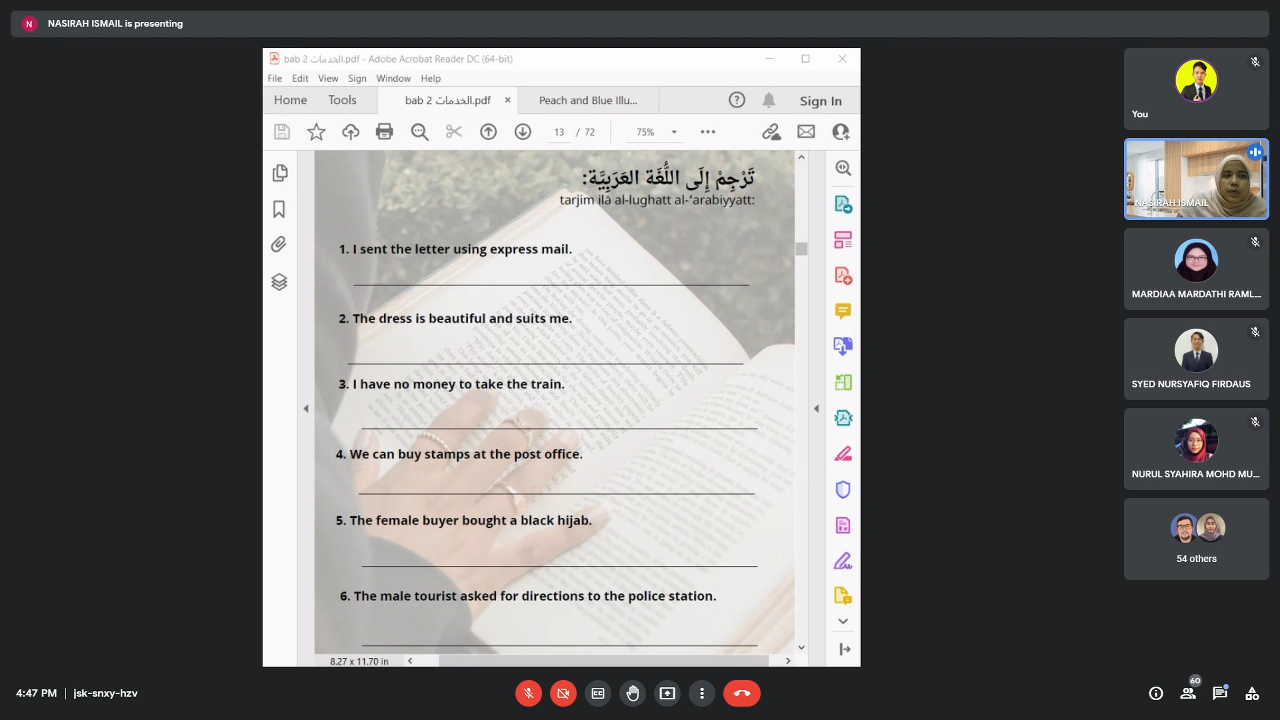 N NASIRAH ISMAIL is presenting
bab 2 الخدمات.pdf - Adobe Acrobat Reader DC (64-bit)
File Edit View Sign Window Help
Home Tools bab 2 الخدمات.pdf × Peach and Blue Illu... Sign In
13 / 72 75%
تَرْجِمْ إِلَى اللُّغَة العَرَبِيَّة:
tarjim ilā al-lughatt al-‘arabiyyatt:
1. I sent the letter using express mail.
2. The dress is beautiful and suits me.
3. I have no money to take the train.
4. We can buy stamps at the post office.
5. The female buyer bought a black hijab.
6. The male tourist asked for directions to the police station.
8.27 x 11.70 in
You
NASIRAH ISMAIL
MARDIAA MARDATHI RAML...
SYED NURSYAFIQ FIRDAUS
NURUL SYAHIRA MOHD MU...
54 others
4:47 PM | jsk-snxy-hzv
60